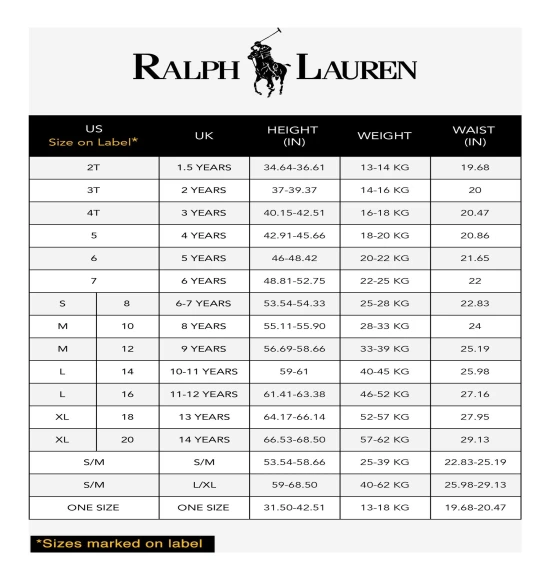 RALPH LAUREN
US
Size on Label* UK HEIGHT (IN) WEIGHT WAIST (IN)
2T 1.5 YEARS 34.64-36.61 13-14 KG 19.68
3T 2 YEARS 37-39.37 14-16 KG 20
4T 3 YEARS 40.15-42.51 16-18 KG 20.47
5 4 YEARS 42.91-45.66 18-20 KG 20.86
6 5 YEARS 46-48.42 20-22 KG 21.65
7 6 YEARS 48.81-52.75 22-25 KG 22
S 8 6-7 YEARS 53.54-54.33 25-28 KG 22.83
M 10 8 YEARS 55.11-55.90 28-33 KG 24
M 12 9 YEARS 56.69-58.66 33-39 KG 25.19
L 14 10-11 YEARS 59-61 40-45 KG 25.98
L 16 11-12 YEARS 61.41-63.38 46-52 KG 27.16
XL 18 13 YEARS 64.17-66.14 52-57 KG 27.95
XL 20 14 YEARS 66.53-68.50 57-62 KG 29.13
S/M S/M 53.54-58.66 25-39 KG 22.83-25.19
S/M L/XL 59-68.50 40-62 KG 25.98-29.13
ONE SIZE ONE SIZE 31.50-42.51 13-18 KG 19.68-20.47
*Sizes marked on label